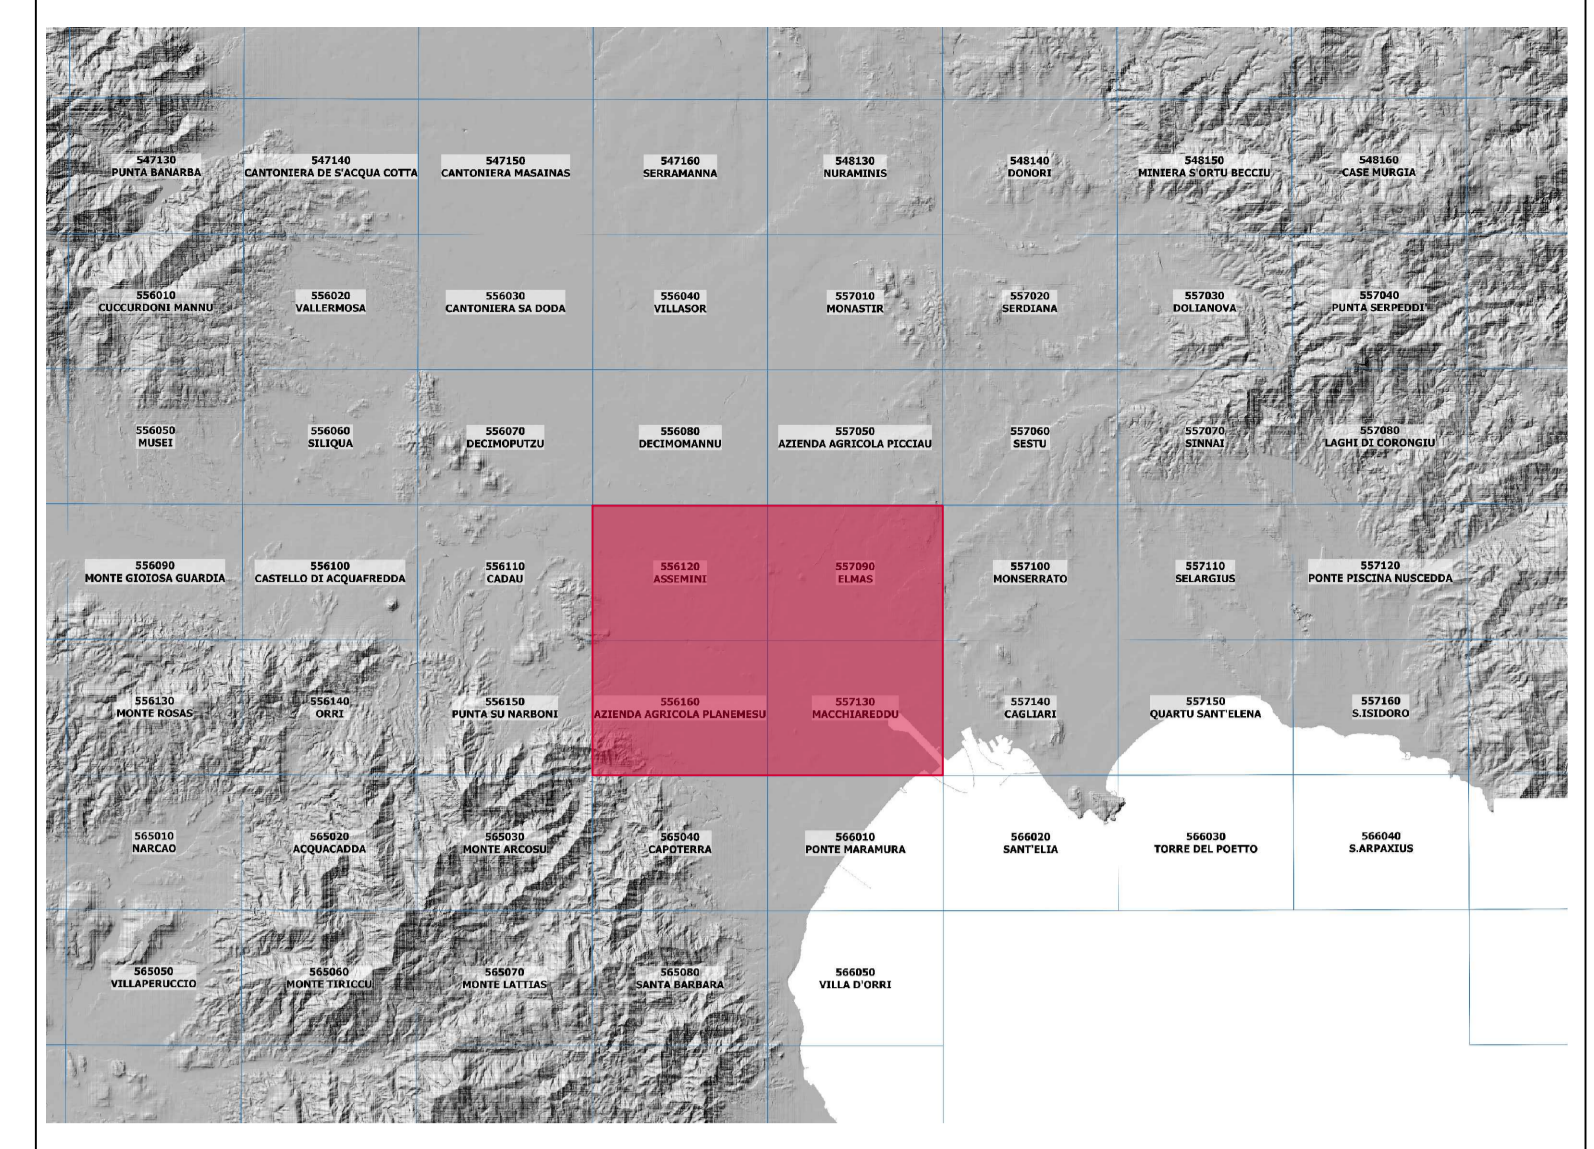 547130
PUNTA BANARBA
547140
CANTONIERA DE S'ACQUA COTTA
547150
CANTONIERA MASAINAS
547160
SERRAMANNA
548130
NURAMINIS
548140
DONORI
548150
MINIERA S'ORTU BECCIU
548160
CASE MURGIA
556010
CUCCURDONI MANNU
556020
VALLERMOSA
556030
CANTONIERA SA DODA
556040
VILLASOR
557010
MONASTIR
557020
SERDIANA
557030
DOLIANOVA
557040
PUNTA SERPEDDI'
556050
MUSEI
556060
SILIQUA
556070
DECIMOPUTZU
556080
DECIMOMANNU
557050
AZIENDA AGRICOLA PICCIAU
557060
SESTU
557070
SINNAI
557080
LAGHI DI CORONGIU
556090
MONTE GIOIOSA GUARDIA
556100
CASTELLO DI ACQUAFREDDA
556110
CADAU
556120
ASSEMINI
557090
ELMAS
557100
MONSERRATO
557110
SELARGIUS
557120
PONTE PISCINA NUSCEDDA
556130
MONTE ROSAS
556140
ORRI
556150
PUNTA SU NARBONI
556160
AZIENDA AGRICOLA PLANEMESU
557130
MACCHIAREDDU
557140
CAGLIARI
557150
QUARTU SANT'ELENA
557160
S.ISIDORO
565010
NARCAO
565020
ACQUACADDA
565030
MONTE ARCOSU
565040
CAPOTERRA
566010
PONTE MARAMURA
566020
SANT'ELIA
566030
TORRE DEL POETTO
566040
S.ARPAXIUS
565050
VILLAPERUCCIO
565060
MONTE TIRICCU
565070
MONTE LATTIAS
565080
SANTA BARBARA
566050
VILLA D'ORRI